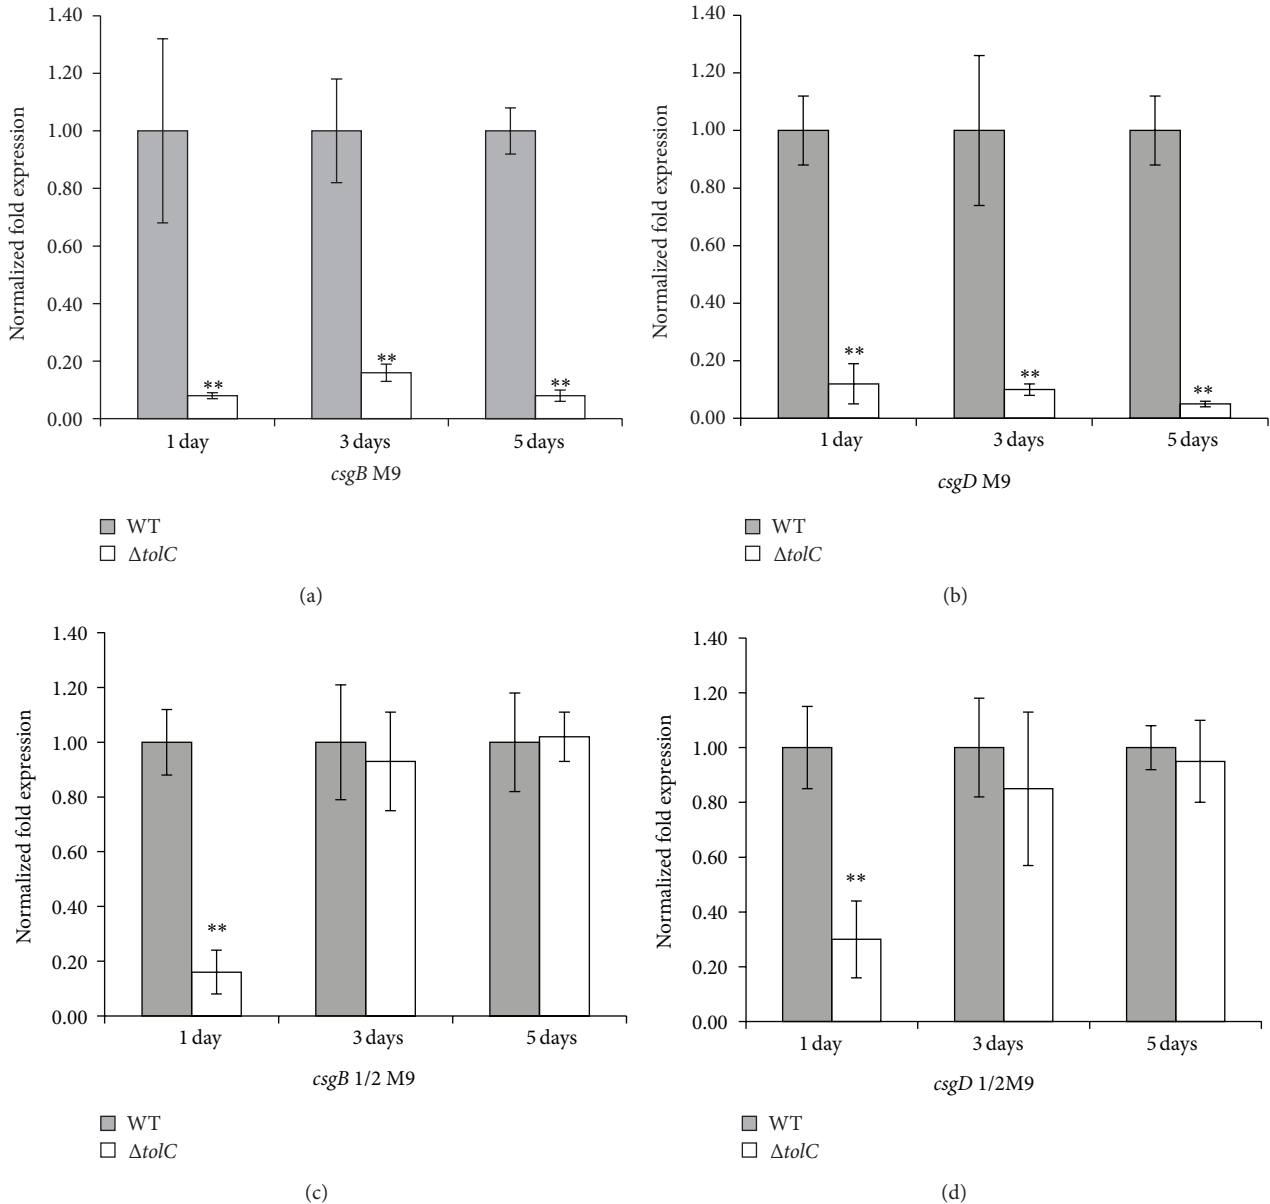 Normalized fold expression
1.40
1.20
1.00
0.80
0.60
0.40
0.20
0.00
**
**
**
1 day 3 days 5 days
csgB M9
WT
ΔtolC
(a)
Normalized fold expression
1.40
1.20
1.00
0.80
0.60
0.40
0.20
0.00
**
**
**
1 day 3 days 5 days
csgD M9
WT
ΔtolC
(b)
Normalized fold expression
1.40
1.20
1.00
0.80
0.60
0.40
0.20
0.00
**
1 day 3 days 5 days
csgB 1/2 M9
WT
ΔtolC
(c)
Normalized fold expression
1.40
1.20
1.00
0.80
0.60
0.40
0.20
0.00
**
1 day 3 days 5 days
csgD 1/2M9
WT
ΔtolC
(d)